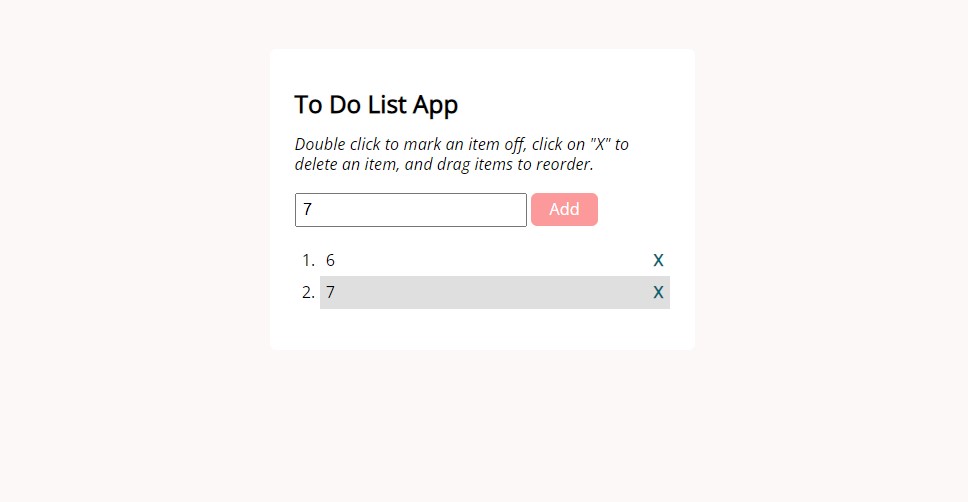 To Do List App
Double click to mark an item off, click on "X" to
delete an item, and drag items to reorder.
7 Add
1. 6 X
2. 7 X